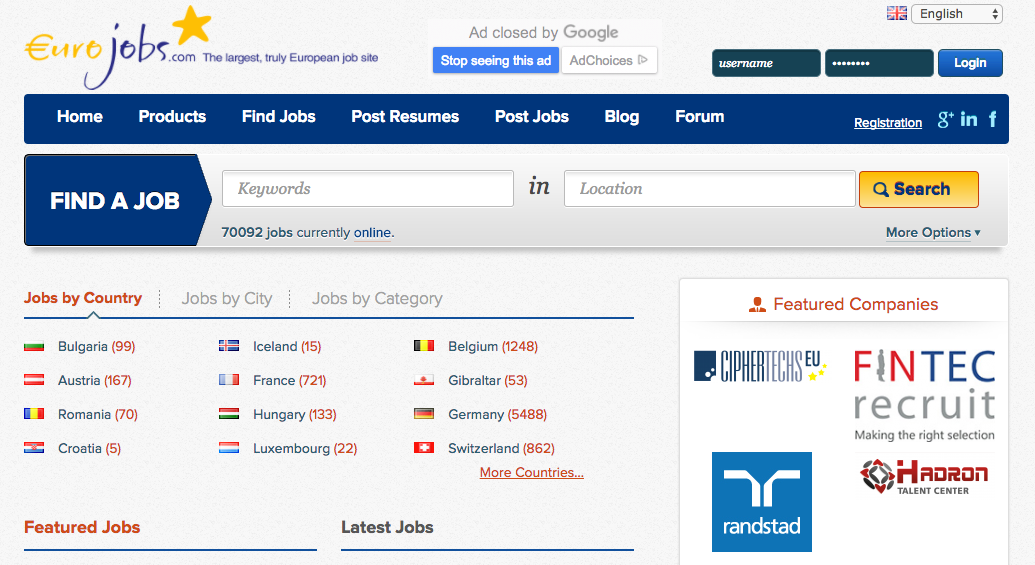 English
€uro jobs.com The largest, truly European job site
Ad closed by Google
Stop seeing this ad AdChoices
username •••••••• Login
Home Products Find Jobs Post Resumes Post Jobs Blog Forum Registration g+ in f
FIND A JOB Keywords in Location Search
70092 jobs currently online. More Options ▾
Jobs by Country Jobs by City Jobs by Category
Bulgaria (99) Iceland (15) Belgium (1248)
Austria (167) France (721) Gibraltar (53)
Romania (70) Hungary (133) Germany (5488)
Croatia (5) Luxembourg (22) Switzerland (862)
More Countries...
Featured Jobs Latest Jobs
Featured Companies
CIPHERTECHS EU
FINTEC
recruit
Making the right selection
randstad
HADRON
TALENT CENTER